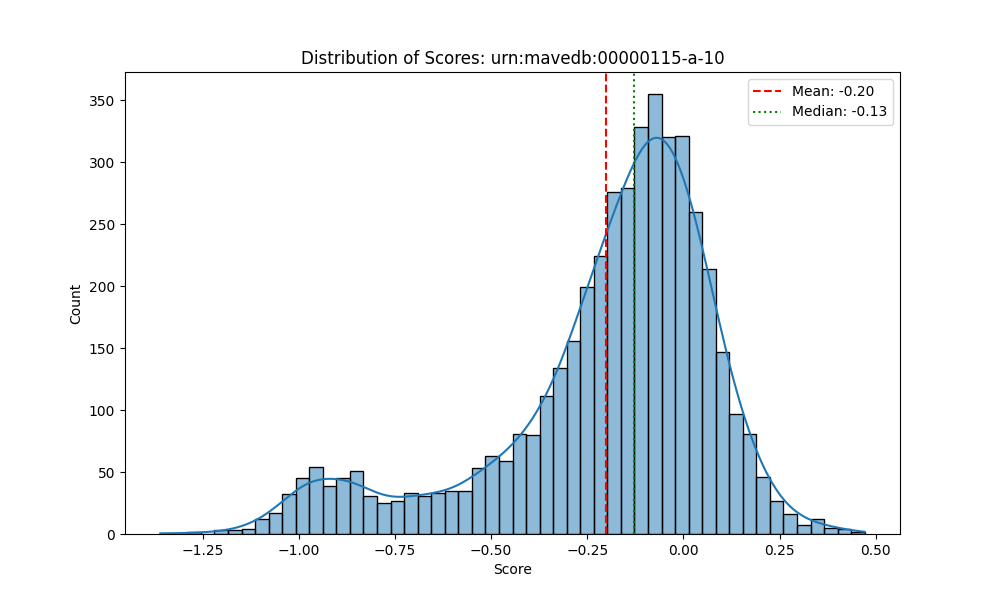 Distribution of Scores: urn:mavedb:00000115-a-10
Mean: -0.20
Median: -0.13
350
300
250
200
150
100
50
0
Count
−1.25 −1.00 −0.75 −0.50 −0.25 0.00 0.25 0.50
Score